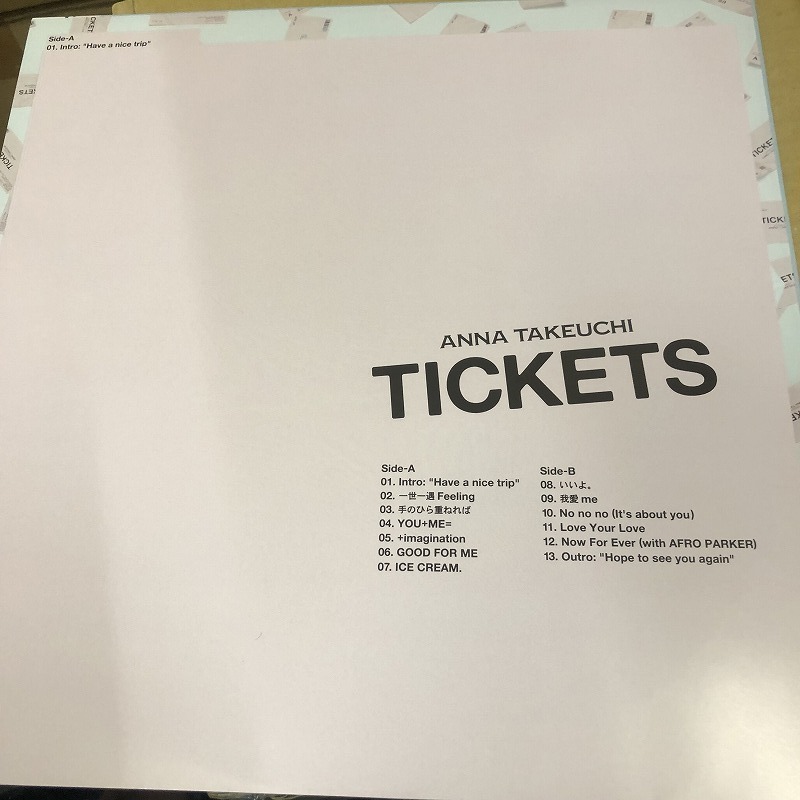 Side-A
01. Intro: "Have a nice trip"
ANNA TAKEUCHI
TICKETS
Side-A
01. Intro: "Have a nice trip"
02. 一世一遇 Feeling
03. 手のひら重ねれば
04. YOU+ME=
05. +imagination
06. GOOD FOR ME
07. ICE CREAM.
Side-B
08. いいよ。
09. 我愛 me
10. No no no (It's about you)
11. Love Your Love
12. Now For Ever (with AFRO PARKER)
13. Outro: "Hope to see you again"